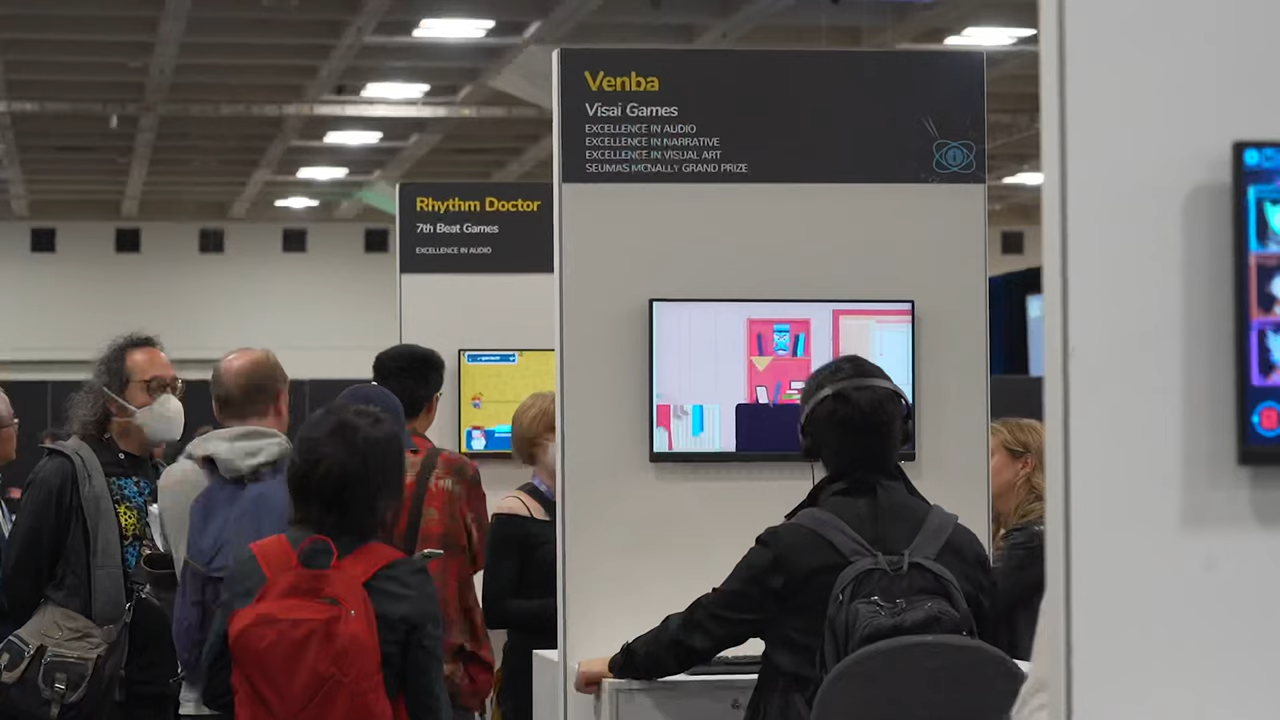 Venba
Visai Games
EXCELLENCE IN AUDIO
EXCELLENCE IN NARRATIVE
EXCELLENCE IN VISUAL ART
SEUMAS MCNALLY GRAND PRIZE
Rhythm Doctor
7th Beat Games
EXCELLENCE IN AUDIO